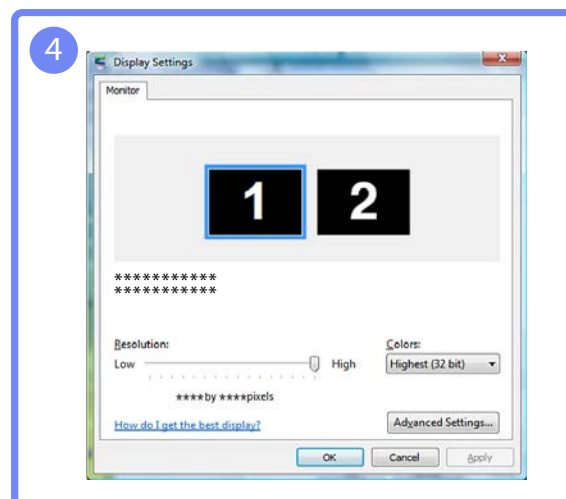 4
Display Settings
Monitor
1 2
***********
***********
Resolution: Colors:
Low High Highest (32 bit)
****by ****pixels
How do I get the best display? Advanced Settings...
OK Cancel Apply